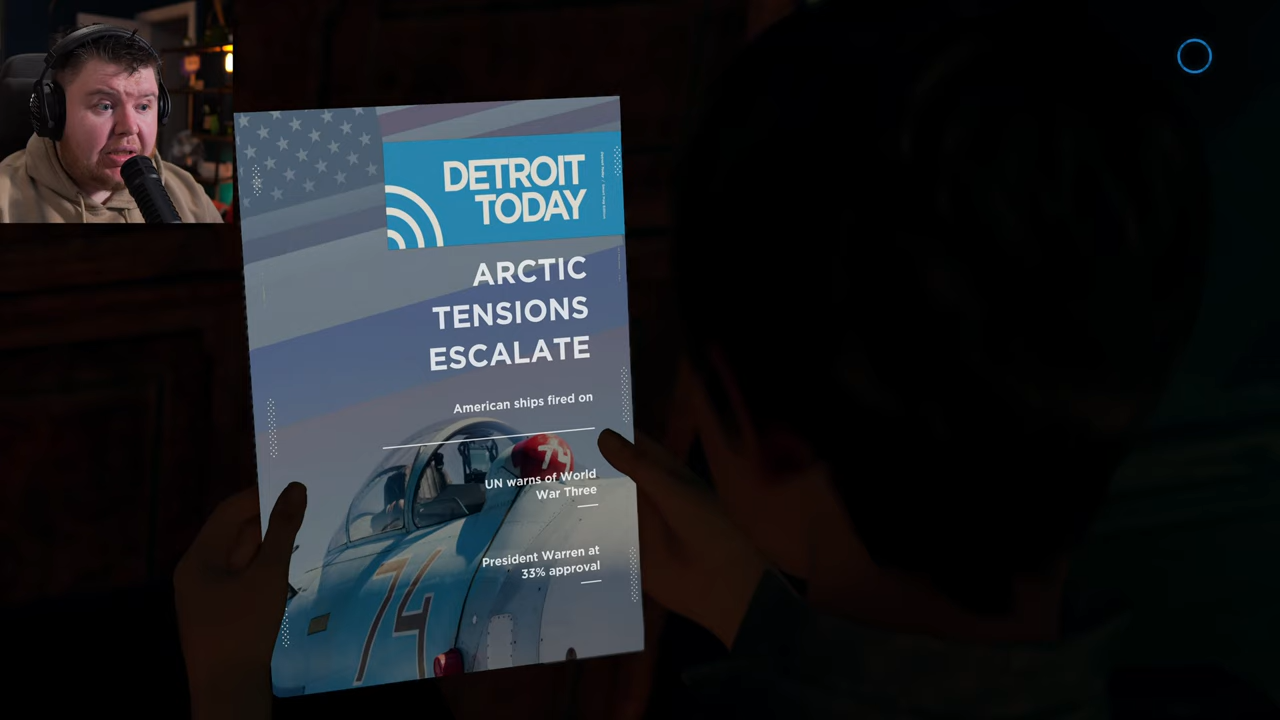 DETROIT
TODAY
ARCTIC
TENSIONS
ESCALATE
American ships fired on
74
UN warns of World
War Three
President Warren at
33% approval
74